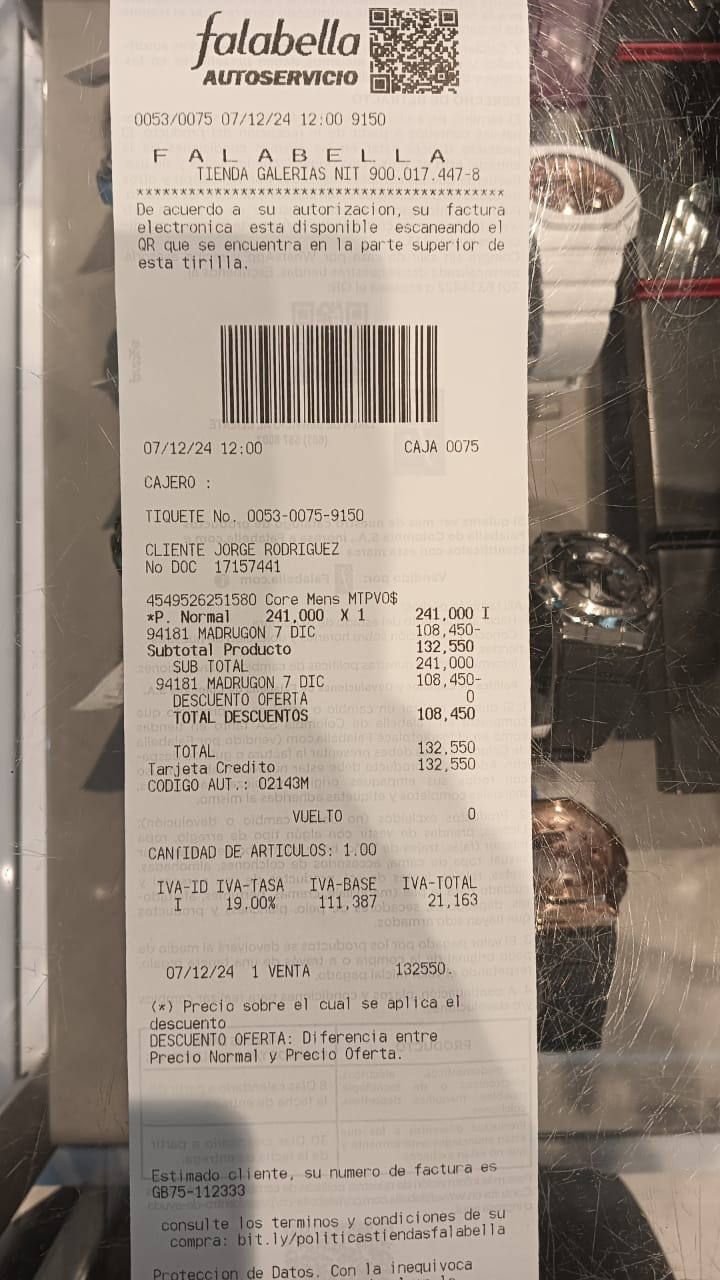 falabella
AUTOSERVICIO
0053/0075 07/12/24 12:00 9150
F A L A B E L L A
TIENDA GALERIAS NIT 900.017.447-8
******************************************
De acuerdo a su autorizacion, su factura
electronica esta disponible escaneando el
QR que se encuentra en la parte superior de
esta tirilla.
07/12/24 12:00 CAJA 0075
CAJERO :
TIQUETE No. 0053-0075-9150
CLIENTE JORGE RODRIGUEZ
No DOC 17157441
4549526251580 Core Mens MTPVO$
*P. Normal 241,000 X 1 241,000 I
94181 MADRUGON 7 DIC 108,450-
Subtotal Producto 132,550
SUB TOTAL 241,000
94181 MADRUGON 7 DIC 108,450-
DESCUENTO OFERTA 0
TOTAL DESCUENTOS 108,450
TOTAL 132,550
Tarjeta Credito 132,550
CODIGO AUT.: 02143M
VUELTO 0
CANTIDAD DE ARTICULOS: 1.00
IVA-ID IVA-TASA IVA-BASE IVA-TOTAL
I 19.00% 111,387 21,163
07/12/24 1 VENTA 132550.
(*) Precio sobre el cual se aplica el
descuento
DESCUENTO OFERTA: Diferencia entre
Precio Normal y Precio Oferta.
Estimado cliente, su numero de factura es
GB75-112333
consulte los terminos y condiciones de su
compra: bit.ly/politicastiendasfalabella
Proteccion de Datos. Con la inequivoca